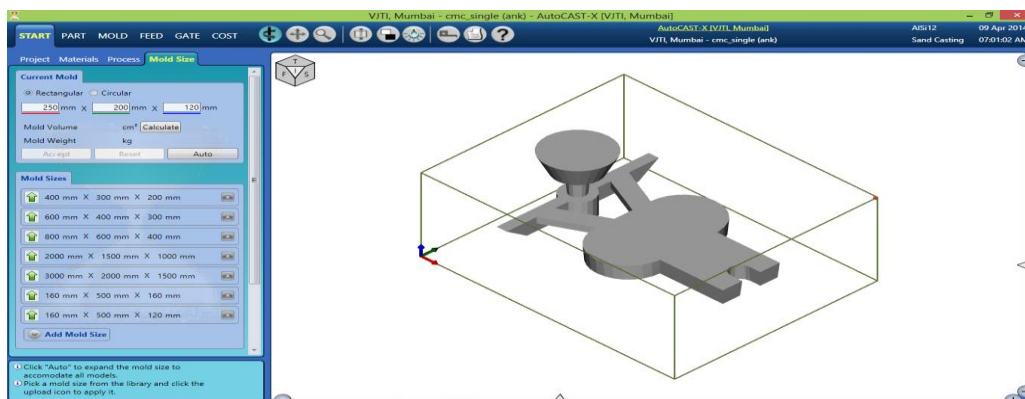 VJTI, Mumbai - cmc_single (ank) - AutoCAST-X [VJTI, Mumbai]
START PART MOLD FEED GATE COST
AutoCAST-X [VJTI, Mumbai]
VJTI, Mumbai - cmc_single (ank)
AlSi12
Sand Casting
09 Apr 2014
07:01:02 AM
Project Materials Process Mold Size
Current Mold
Rectangular Circular
250 mm X 200 mm X 120 mm
Mold Volume cm³ Calculate
Mold Weight kg
Accept Reset Auto
Mold Sizes
400 mm X 300 mm X 200 mm
600 mm X 400 mm X 300 mm
800 mm X 600 mm X 400 mm
2000 mm X 1500 mm X 1000 mm
3000 mm X 2000 mm X 1500 mm
160 mm X 500 mm X 160 mm
160 mm X 500 mm X 120 mm
Add Mold Size
Click "Auto" to expand the mold size to
accomodate all models.
Pick a mold size from the library and click the
upload icon to apply it.
T
F S